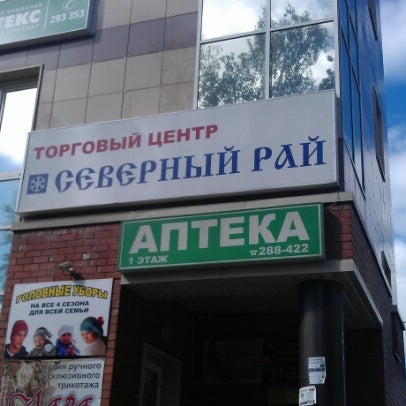 ТЕКС
293 353
ТОРГОВЫЙ ЦЕНТР
СЕВЕРНЫЙ РАЙ
АПТЕКА
1 ЭТАЖ
☎288-422
ГОЛОВНЫЕ УБОРЫ
НА ВСЕ 4 СЕЗОНА
ДЛЯ ВСЕЙ СЕМЬИ
ручного
трикотажа